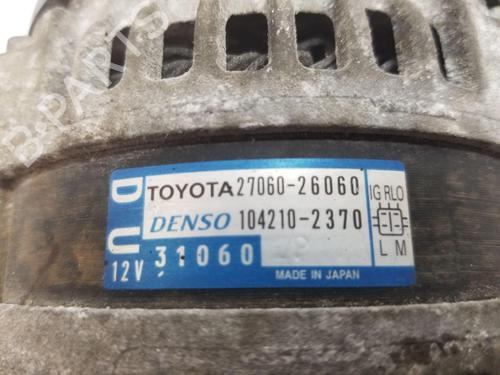 B-PARTS
D U
TOYOTA 27060-26060
DENSO 104210-2370
12V 31060
MADE IN JAPAN
IG RLO
L M